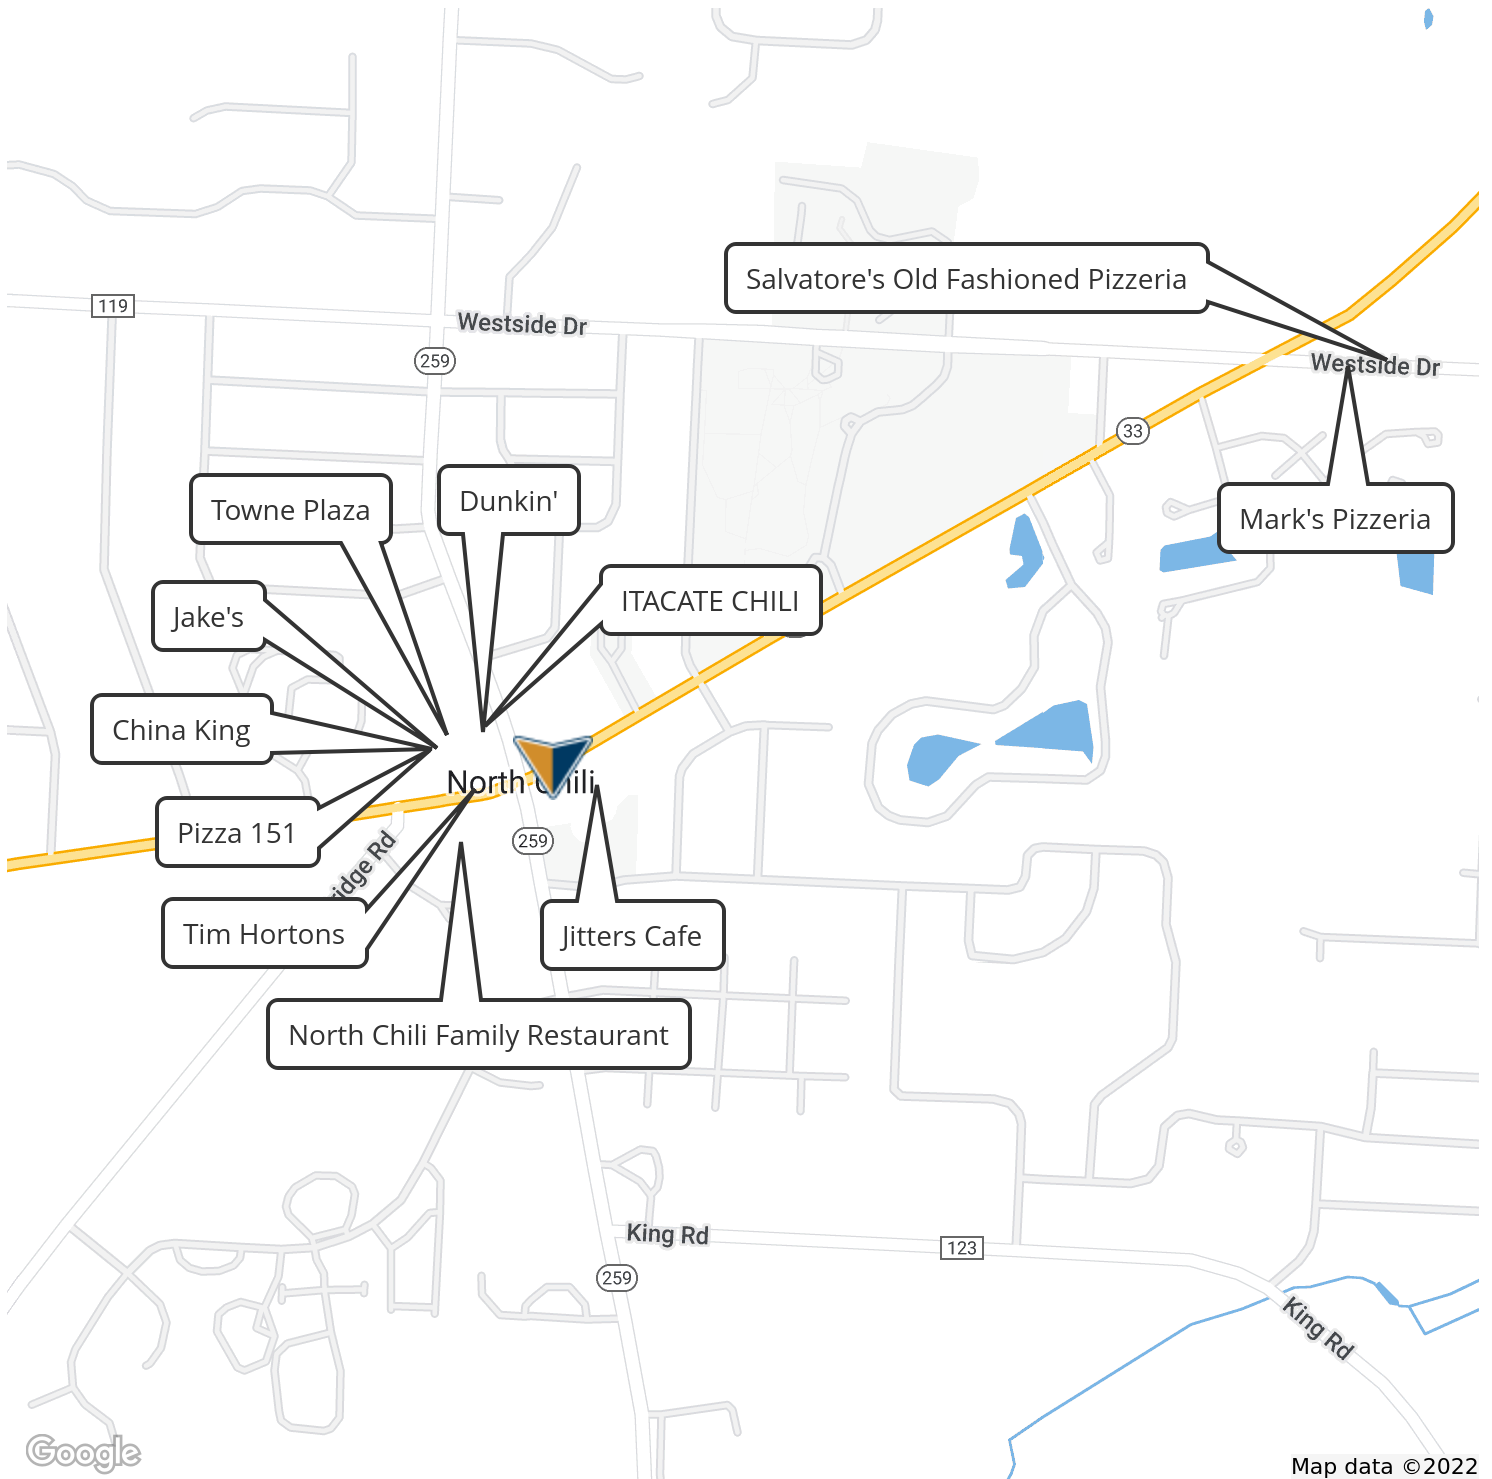 Salvatore's Old Fashioned Pizzeria
119
Westside Dr
259
Westside Dr
33
Towne Plaza
Dunkin'
Mark's Pizzeria
ITACATE CHILI
Jake's
China King
North Chili
Pizza 151
259
ridge Rd
Tim Hortons
Jitters Cafe
North Chili Family Restaurant
King Rd
123
259
King Rd
Google
Map data ©2022